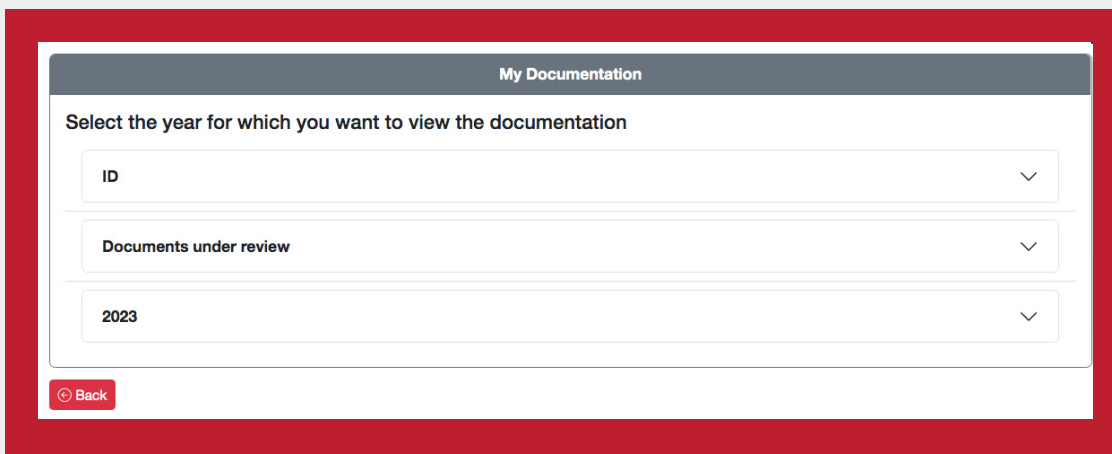 My Documentation
Select the year for which you want to view the documentation
ID
Documents under review
2023
Back